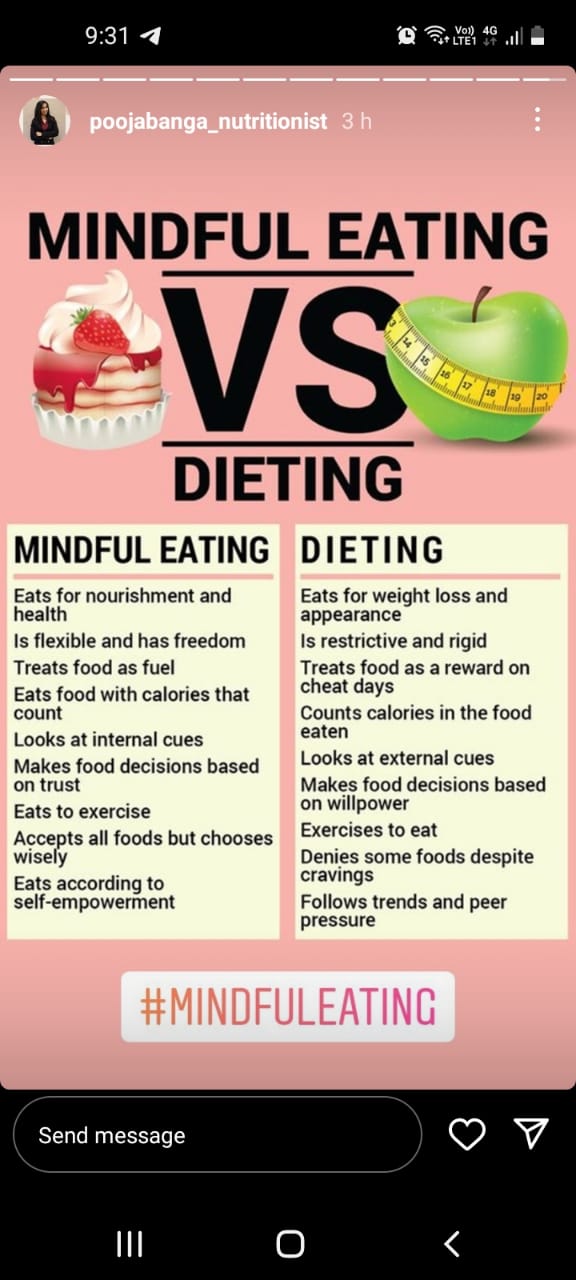 9:31
Vo)) 4G
LTE1
poojabanga_nutritionist 3 h
MINDFUL EATING
VS
DIETING
13 14 15 16 17 18 19 20
MINDFUL EATING
Eats for nourishment and
health
Is flexible and has freedom
Treats food as fuel
Eats food with calories that
count
Looks at internal cues
Makes food decisions based
on trust
Eats to exercise
Accepts all foods but chooses
wisely
Eats according to
self-empowerment
DIETING
Eats for weight loss and
appearance
Is restrictive and rigid
Treats food as a reward on
cheat days
Counts calories in the food
eaten
Looks at external cues
Makes food decisions based
on willpower
Exercises to eat
Denies some foods despite
cravings
Follows trends and peer
pressure
#MINDFULEATING
Send message